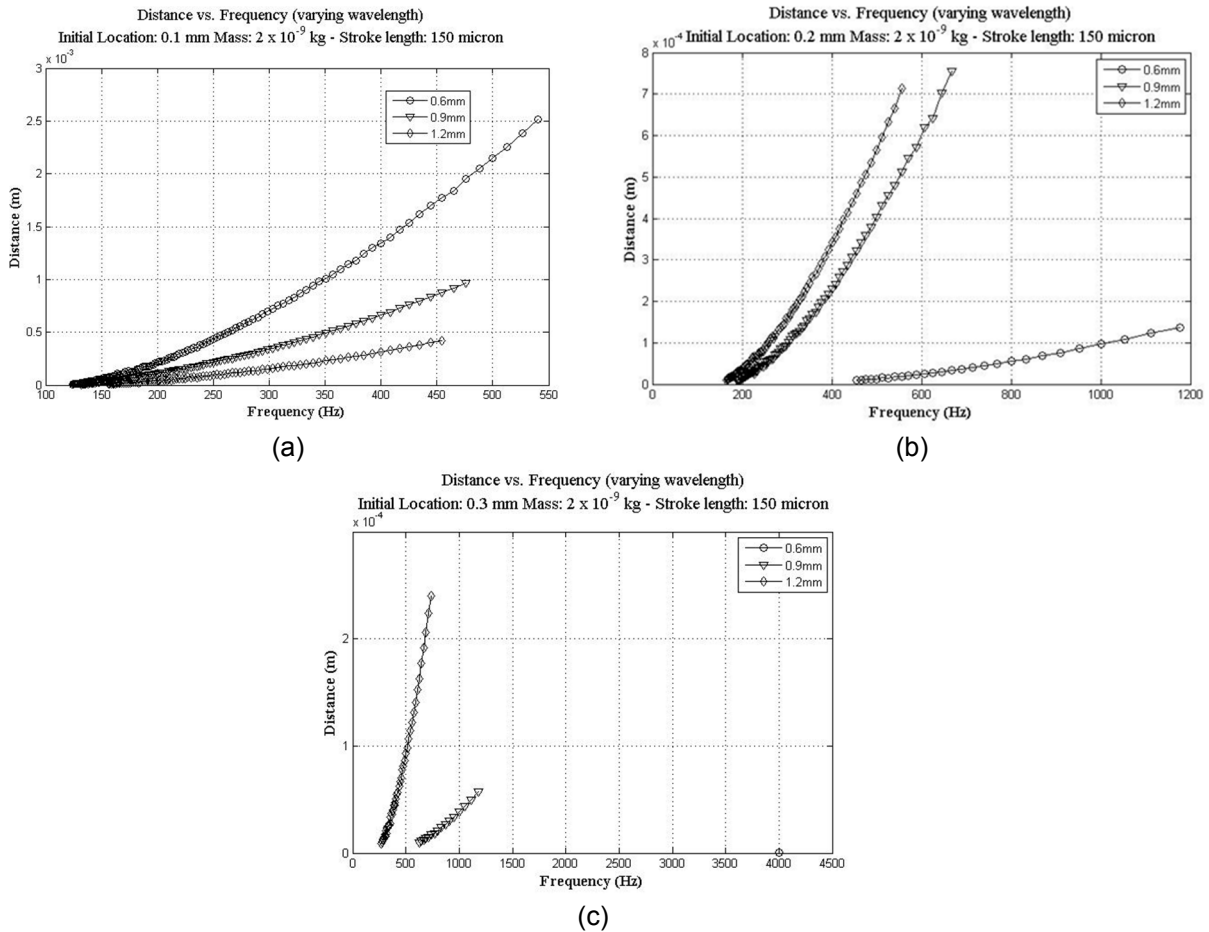 Distance vs. Frequency (varying wavelength)
Initial Location: 0.1 mm Mass: 2 x 10⁻⁹ kg - Stroke length: 150 micron
x 10⁻³
3
2.5
2
1.5
1
0.5
0
Distance (m)
0.6mm
0.9mm
1.2mm
100 150 200 250 300 350 400 450 500 550
Frequency (Hz)
(a)
Distance vs. Frequency (varying wavelength)
Initial Location: 0.2 mm Mass: 2 x 10⁻⁹ kg - Stroke length: 150 micron
x 10⁻⁴
8
7
6
5
4
3
2
1
0
Distance (m)
0.6mm
0.9mm
1.2mm
0 200 400 600 800 1000 1200
Frequency (Hz)
(b)
Distance vs. Frequency (varying wavelength)
Initial Location: 0.3 mm Mass: 2 x 10⁻⁹ kg - Stroke length: 150 micron
x 10⁻⁴
2
1
0
Distance (m)
0.6mm
0.9mm
1.2mm
0 500 1000 1500 2000 2500 3000 3500 4000 4500
Frequency (Hz)
(c)